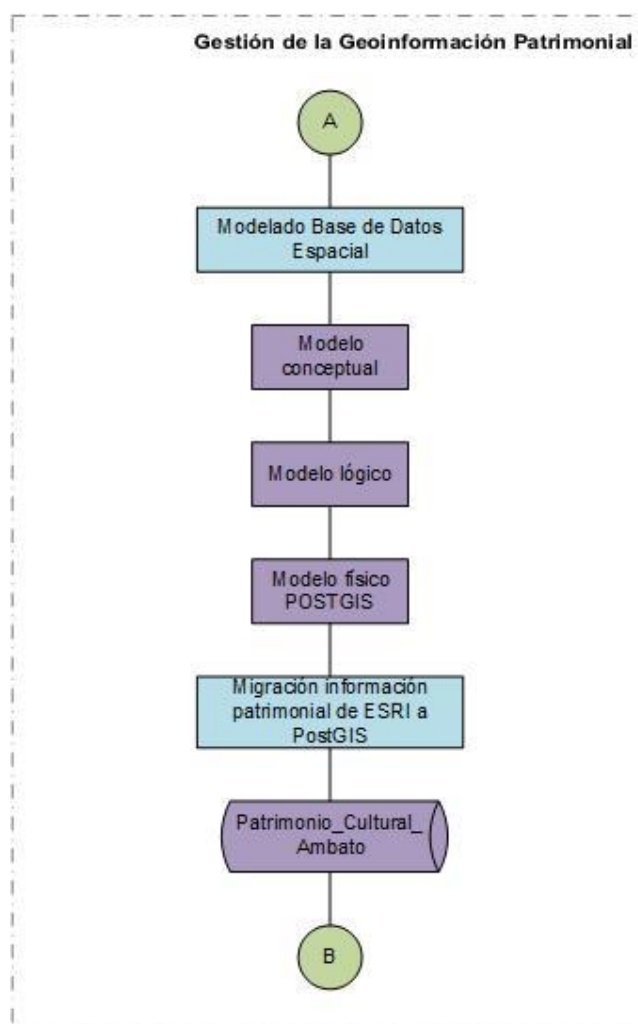 Gestión de la Geoinformación Patrimonial
A
Modelado Base de Datos
Espacial
Modelo
conceptual
Modelo lógico
Modelo físico
POSTGIS
Migración información
patrimonial de ESRI a
PostGIS
Patrimonio_Cultural_
Ambato
B